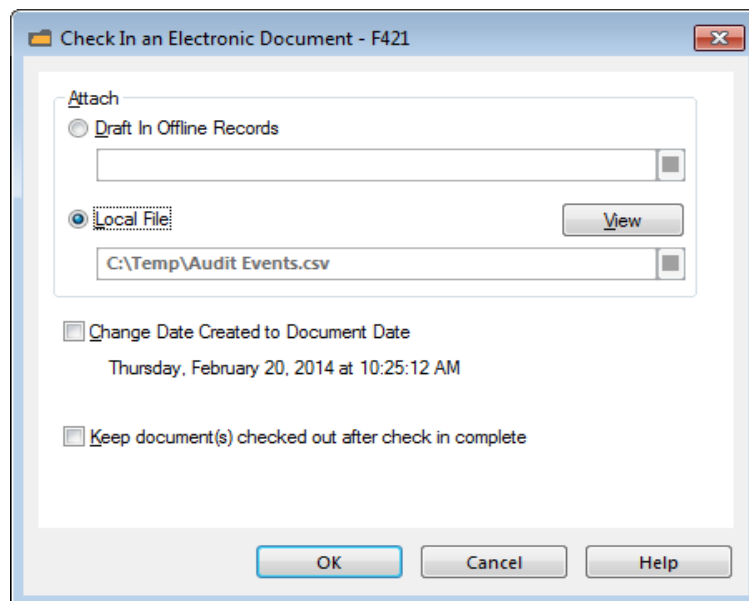 Check In an Electronic Document - F421
Attach
Draft In Offline Records
Local File
View
C:\Temp\Audit Events.csv
Change Date Created to Document Date
Thursday, February 20, 2014 at 10:25:12 AM
Keep document(s) checked out after check in complete
OK Cancel Help